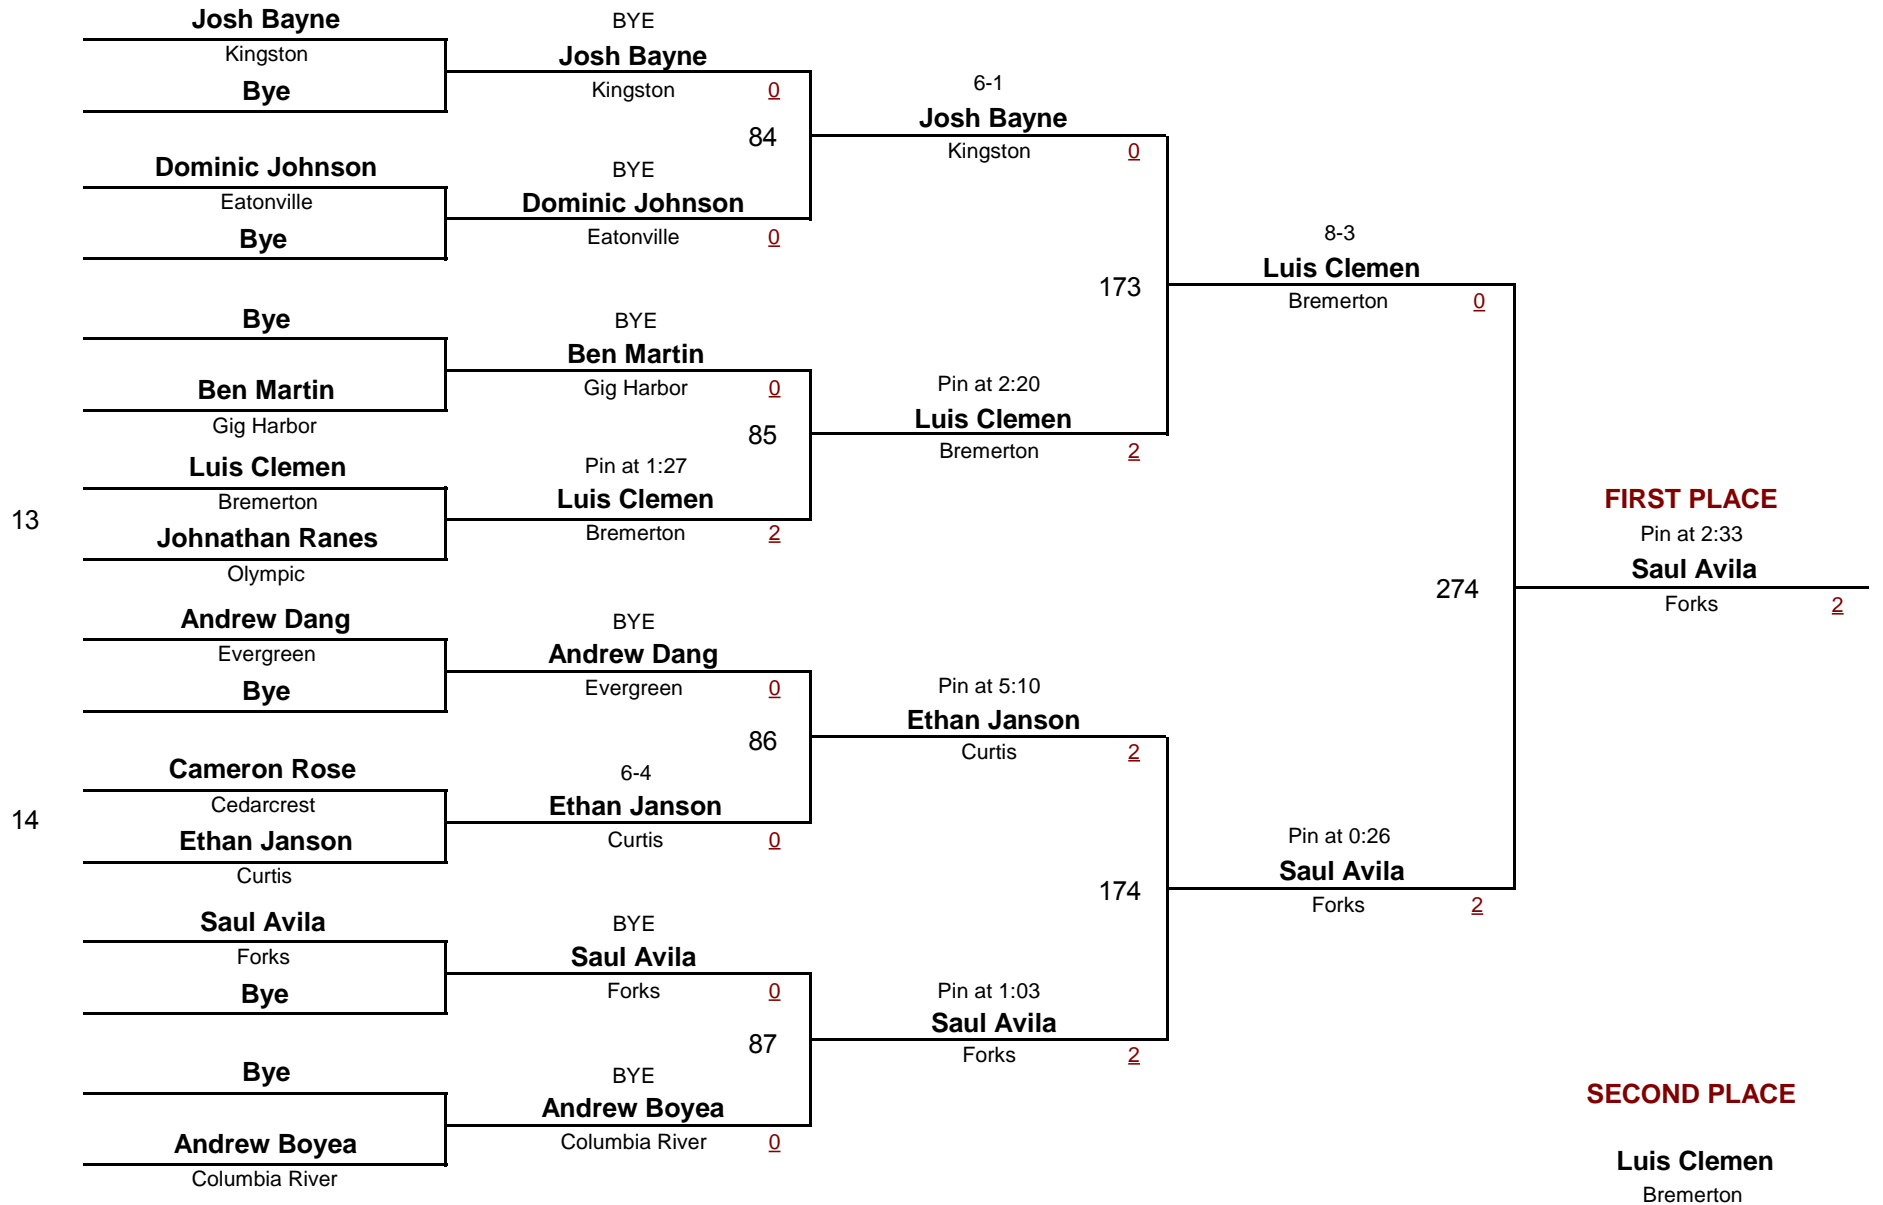 Josh Bayne
Kingston
Bye
Dominic Johnson
Eatonville
Bye
Bye
Ben Martin
Gig Harbor
13
Luis Clemen
Bremerton
Johnathan Ranes
Olympic
Andrew Dang
Evergreen
Bye
14
Cameron Rose
Cedarcrest
Ethan Janson
Curtis
Saul Avila
Forks
Bye
Bye
Andrew Boyea
Columbia River
BYE
Josh Bayne
Kingston 0
84
BYE
Dominic Johnson
Eatonville 0
BYE
Ben Martin
Gig Harbor 0
85
Pin at 1:27
Luis Clemen
Bremerton 2
BYE
Andrew Dang
Evergreen 0
86
6-4
Ethan Janson
Curtis 0
BYE
Saul Avila
Forks 0
87
BYE
Andrew Boyea
Columbia River 0
6-1
Josh Bayne
Kingston 0
173
Pin at 2:20
Luis Clemen
Bremerton 2
Pin at 5:10
Ethan Janson
Curtis 2
174
Pin at 1:03
Saul Avila
Forks 2
8-3
Luis Clemen
Bremerton 0
274
Pin at 0:26
Saul Avila
Forks 2
FIRST PLACE
Pin at 2:33
Saul Avila
Forks 2
SECOND PLACE
Luis Clemen
Bremerton